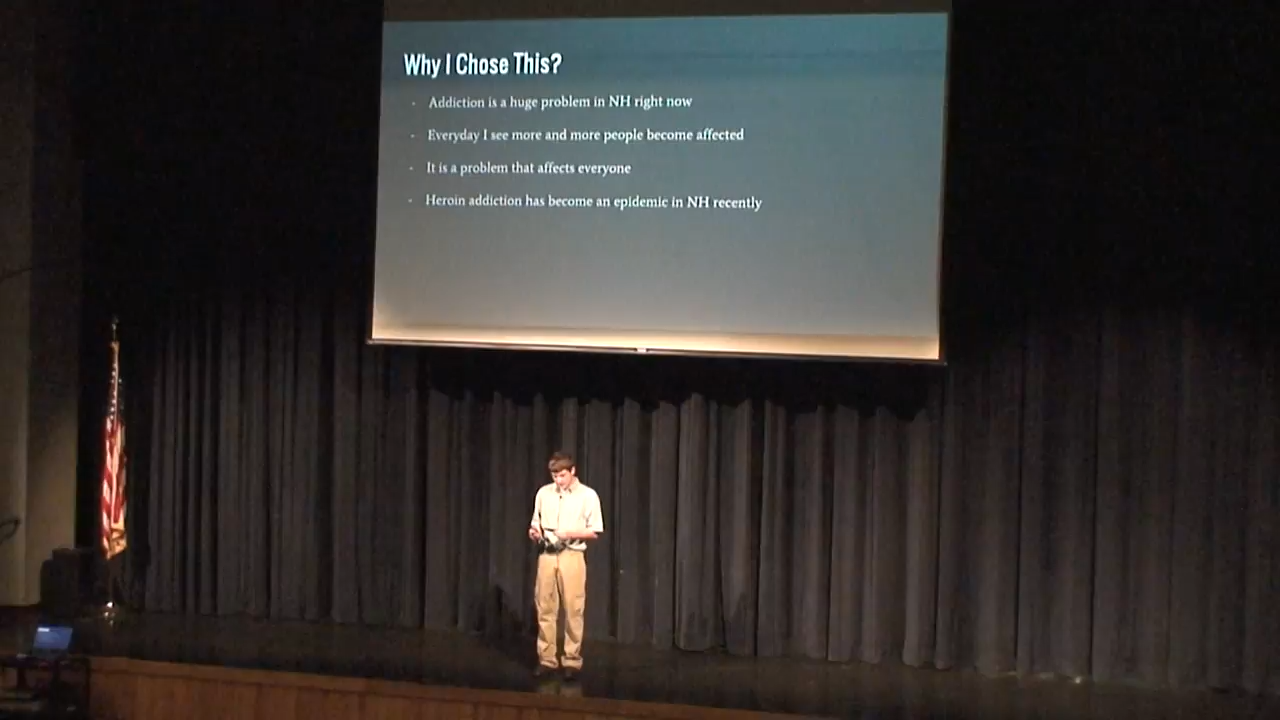 Why I Chose This?
- Addiction is a huge problem in NH right now
- Everyday I see more and more people become affected
- It is a problem that affects everyone
- Heroin addiction has become an epidemic in NH recently